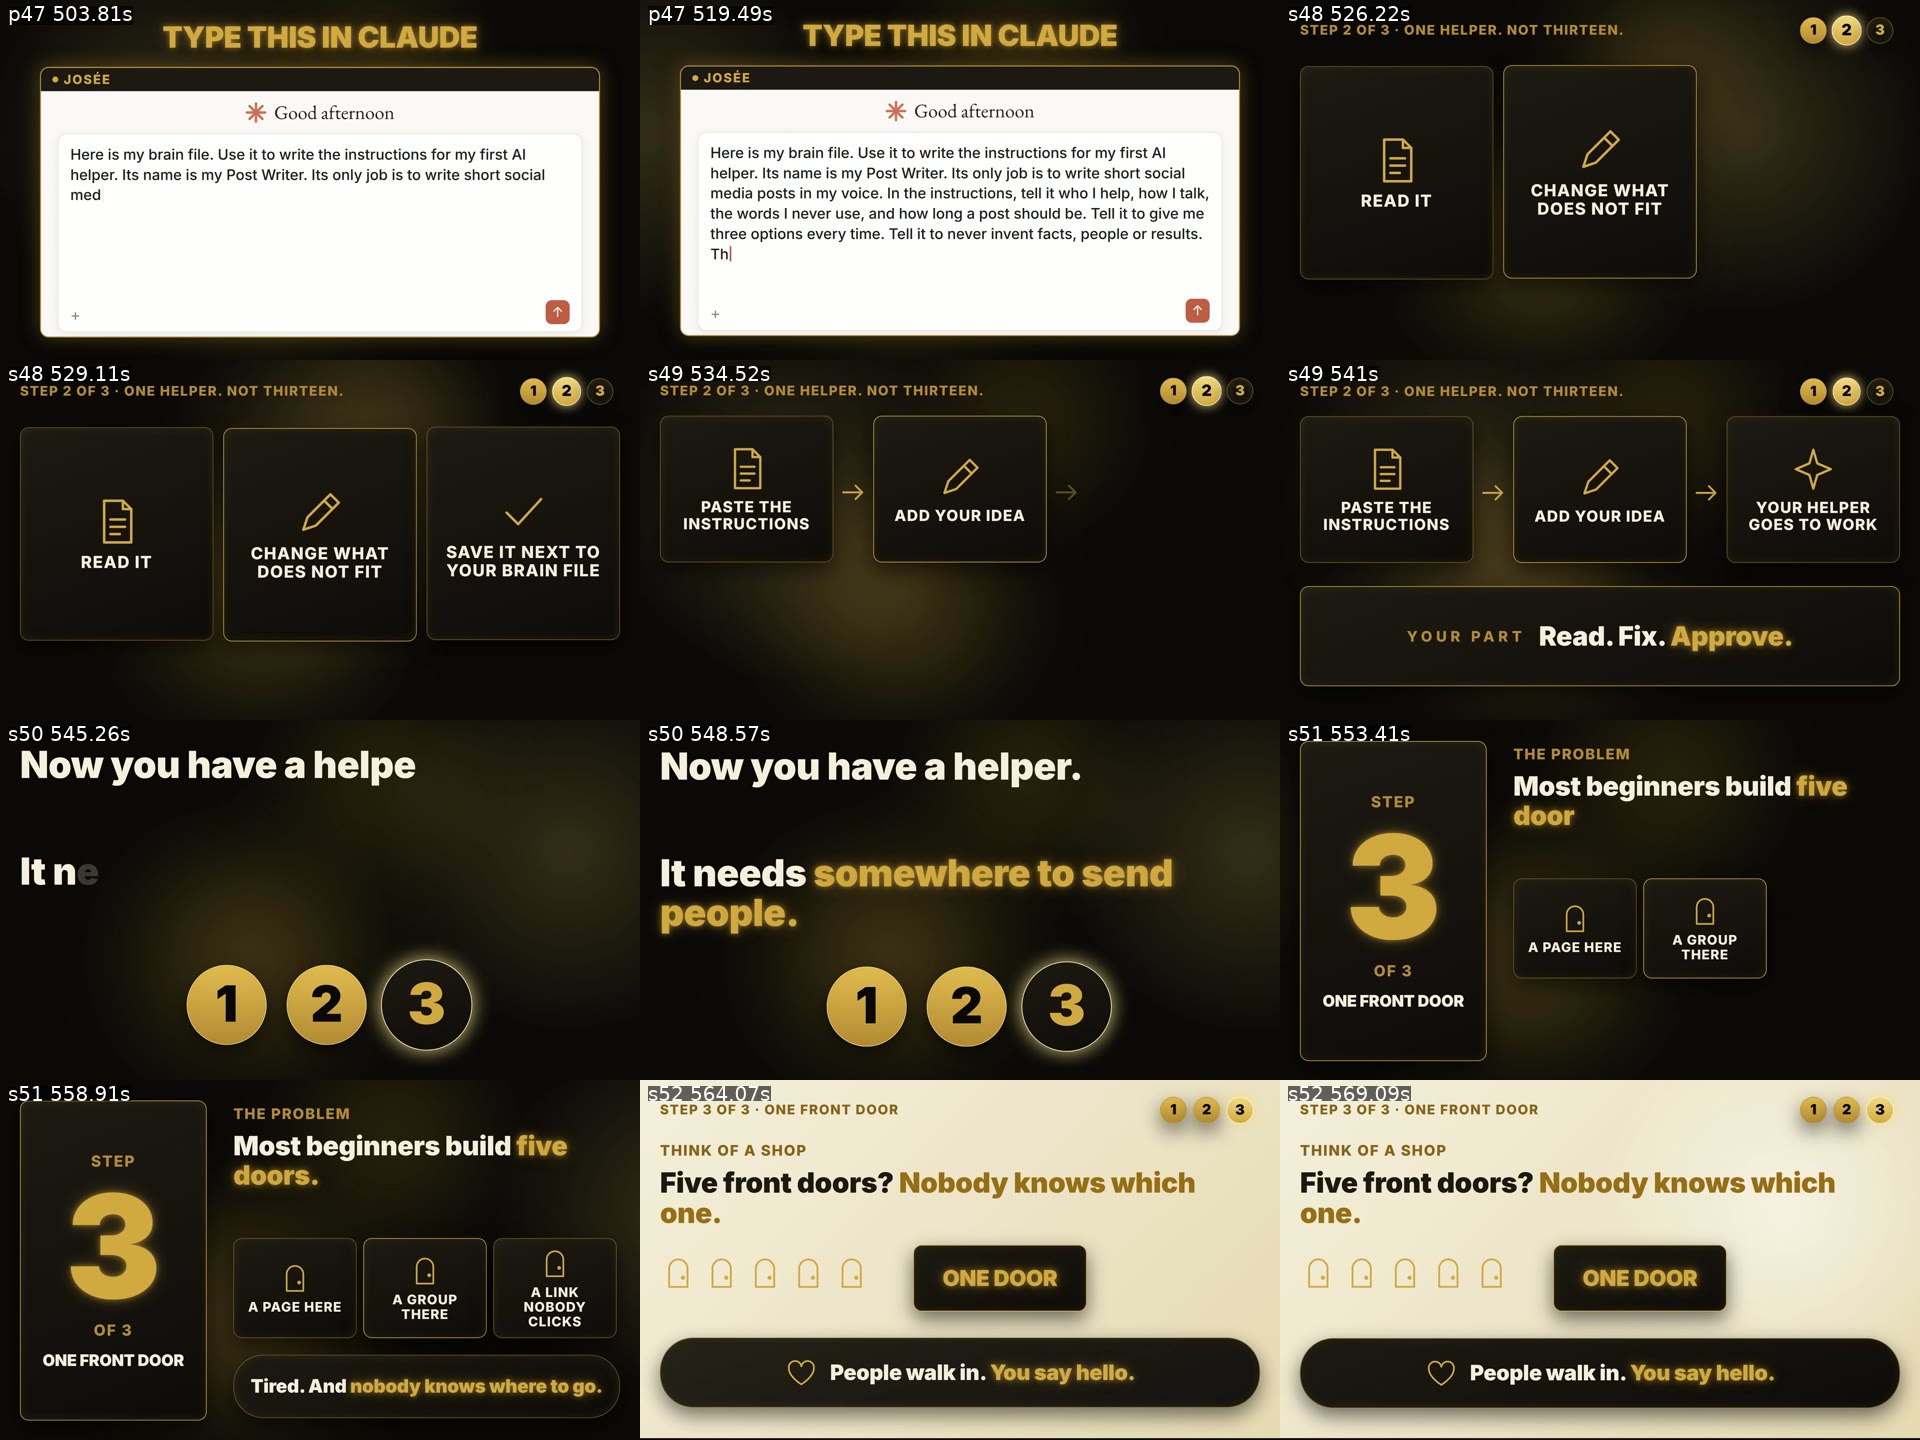 p47 503.81s
TYPE THIS IN CLAUDE
JOSÉE
Good afternoon
Here is my brain file. Use it to write the instructions for my first AI
helper. Its name is my Post Writer. Its only job is to write short social
med
+
p47 519.49s
TYPE THIS IN CLAUDE
JOSÉE
Good afternoon
Here is my brain file. Use it to write the instructions for my first AI
helper. Its name is my Post Writer. Its only job is to write short social
media posts in my voice. In the instructions, tell it who I help, how I talk,
the words I never use, and how long a post should be. Tell it to give me
three options every time. Tell it to never invent facts, people or results.
Th
+
s48 526.22s
STEP 2 OF 3 · ONE HELPER. NOT THIRTEEN.
1 2 3
READ IT
CHANGE WHAT
DOES NOT FIT
s48 529.11s
STEP 2 OF 3 · ONE HELPER. NOT THIRTEEN.
1 2 3
READ IT
CHANGE WHAT
DOES NOT FIT
SAVE IT NEXT TO
YOUR BRAIN FILE
s49 534.52s
STEP 2 OF 3 · ONE HELPER. NOT THIRTEEN.
1 2 3
PASTE THE
INSTRUCTIONS
→
ADD YOUR IDEA
→
s49 541s
STEP 2 OF 3 · ONE HELPER. NOT THIRTEEN.
1 2 3
PASTE THE
INSTRUCTIONS
→
ADD YOUR IDEA
→
YOUR HELPER
GOES TO WORK
YOUR PART Read. Fix. Approve.
s50 545.26s
Now you have a helpe
It ne
1 2 3
s50 548.57s
Now you have a helper.
It needs somewhere to send
people.
1 2 3
s51 553.41s
STEP
3
OF 3
ONE FRONT DOOR
THE PROBLEM
Most beginners build five
door
A PAGE HERE
A GROUP
THERE
s51 558.91s
STEP
3
OF 3
ONE FRONT DOOR
THE PROBLEM
Most beginners build five
doors.
A PAGE HERE
A GROUP
THERE
A LINK
NOBODY
CLICKS
Tired. And nobody knows where to go.
s52 564.07s
STEP 3 OF 3 · ONE FRONT DOOR
1 2 3
THINK OF A SHOP
Five front doors? Nobody knows which
one.
ONE DOOR
People walk in. You say hello.
s52 569.09s
STEP 3 OF 3 · ONE FRONT DOOR
1 2 3
THINK OF A SHOP
Five front doors? Nobody knows which
one.
ONE DOOR
People walk in. You say hello.